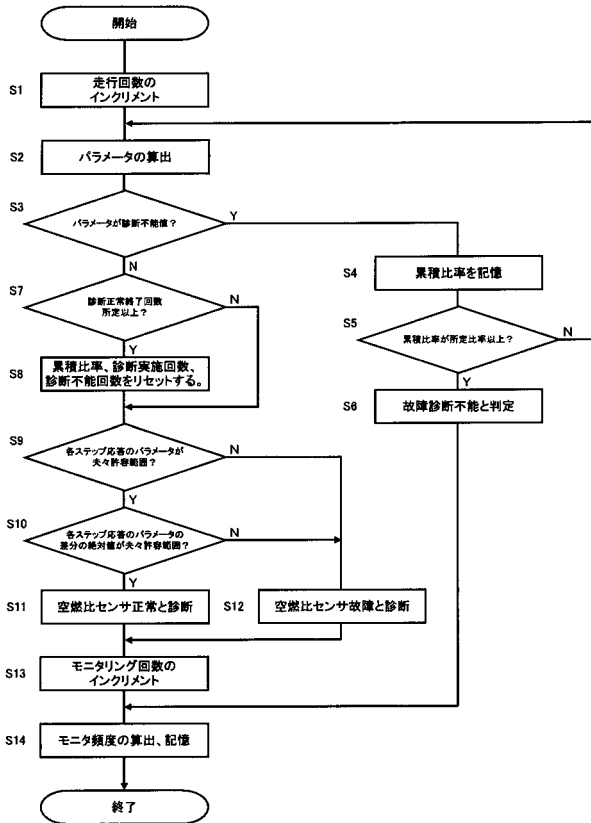 開始
S1
走行回数の
インクリメント
S2
パラメータの算出
S3
パラメータが診断不能値?
Y
N
S4
累積比率を記憶
S5
累積比率が所定比率以上?
N
Y
S6
故障診断不能と判定
S7
診断正常終了回数
所定以上?
N
Y
S8
累積比率、診断実施回数、
診断不能回数をリセットする。
S9
各ステップ応答のパラメータが
夫々許容範囲?
N
Y
S10
各ステップ応答のパラメータの
差分の絶対値が夫々許容範囲?
N
Y
S11
空燃比センサ正常と診断
S12
空燃比センサ故障と診断
S13
モニタリング回数の
インクリメント
S14
モニタ頻度の算出、記憶
終了